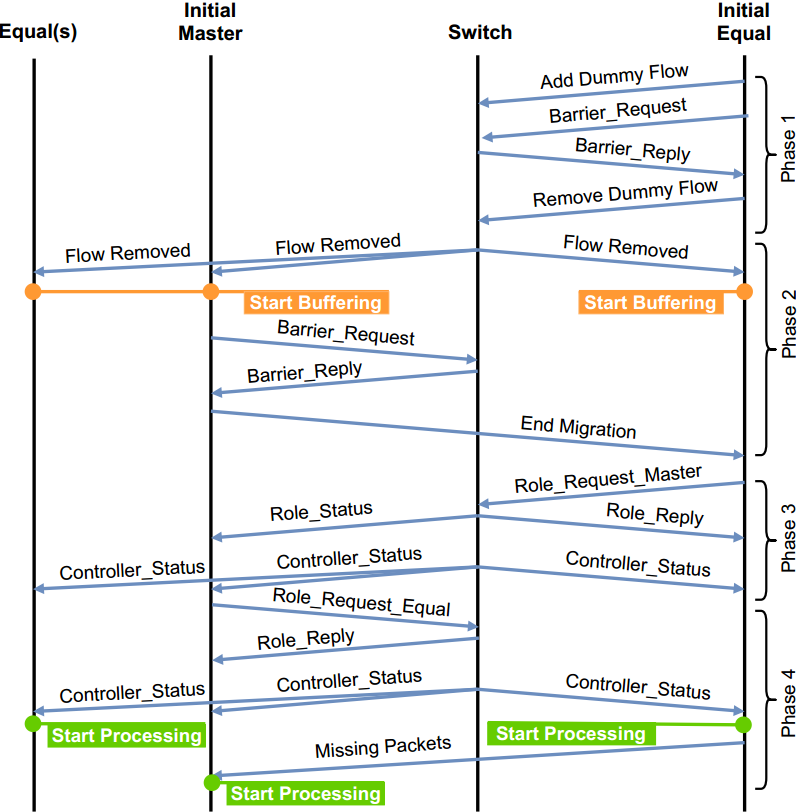 Equal(s)
Initial
Master
Switch
Initial
Equal
Add Dummy Flow
Barrier_Request
Barrier_Reply
Remove Dummy Flow
Phase 1
Flow Removed
Flow Removed
Flow Removed
Start Buffering
Start Buffering
Barrier_Request
Barrier_Reply
End Migration
Phase 2
Role_Request_Master
Role_Status
Role_Reply
Controller_Status
Controller_Status
Controller_Status
Phase 3
Role_Request_Equal
Role_Reply
Controller_Status
Controller_Status
Controller_Status
Start Processing
Start Processing
Missing Packets
Start Processing
Phase 4